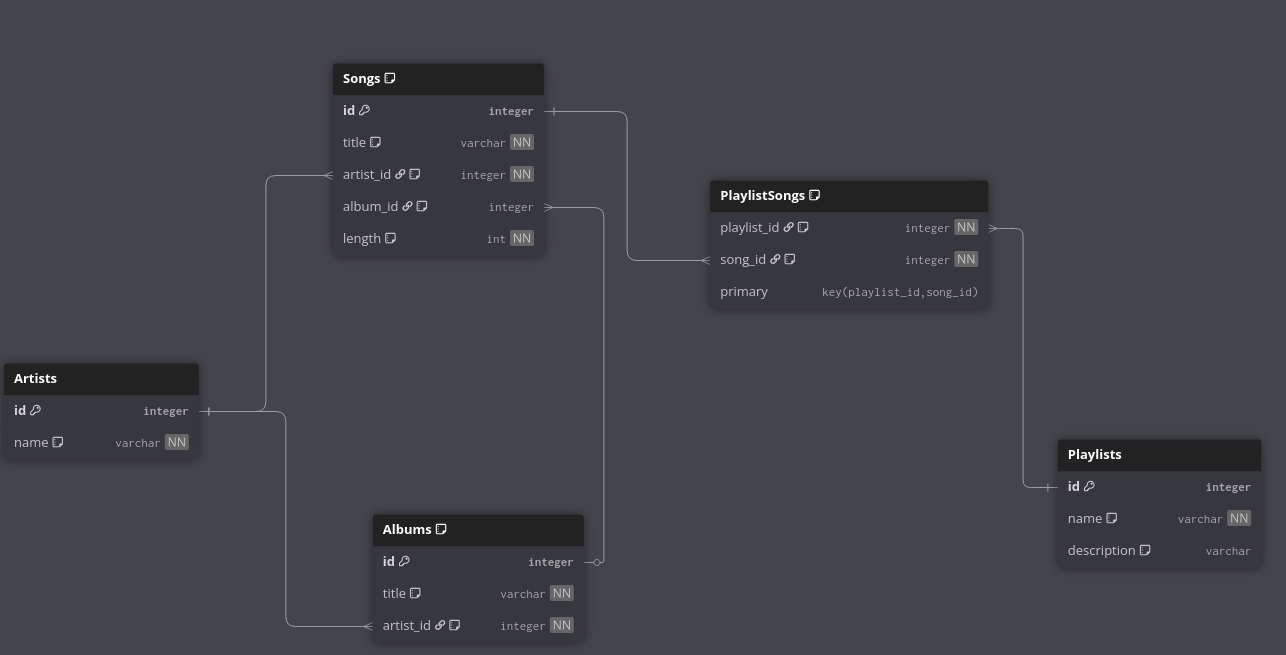 Songs
id integer
title varchar NN
artist_id integer NN
album_id integer
length int NN
PlaylistSongs
playlist_id integer NN
song_id integer NN
primary key(playlist_id,song_id)
Artists
id integer
name varchar NN
Playlists
id integer
name varchar NN
description varchar
Albums
id integer
title varchar NN
artist_id integer NN